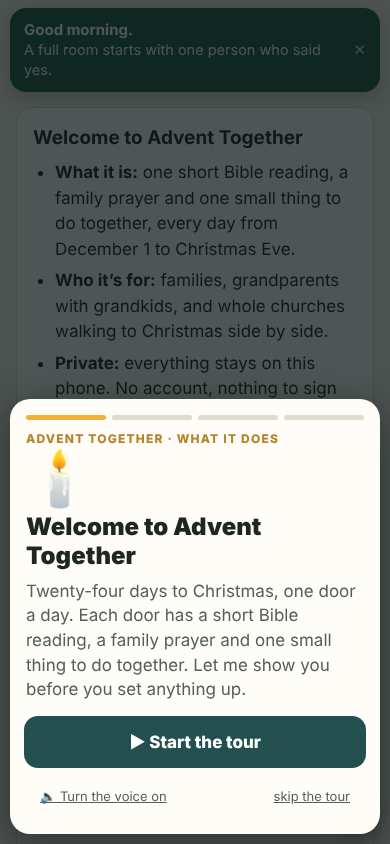 Good morning.
A full room starts with one person who said
yes.
×
Welcome to Advent Together
• What it is: one short Bible reading, a
family prayer and one small thing to
do together, every day from
December 1 to Christmas Eve.
• Who it's for: families, grandparents
with grandkids, and whole churches
walking to Christmas side by side.
• Private: everything stays on this
phone. No account, nothing to sign
ADVENT TOGETHER · WHAT IT DOES
Welcome to Advent
Together
Twenty-four days to Christmas, one door
a day. Each door has a short Bible
reading, a family prayer and one small
thing to do together. Let me show you
before you set anything up.
▶ Start the tour
🔈 Turn the voice on
skip the tour